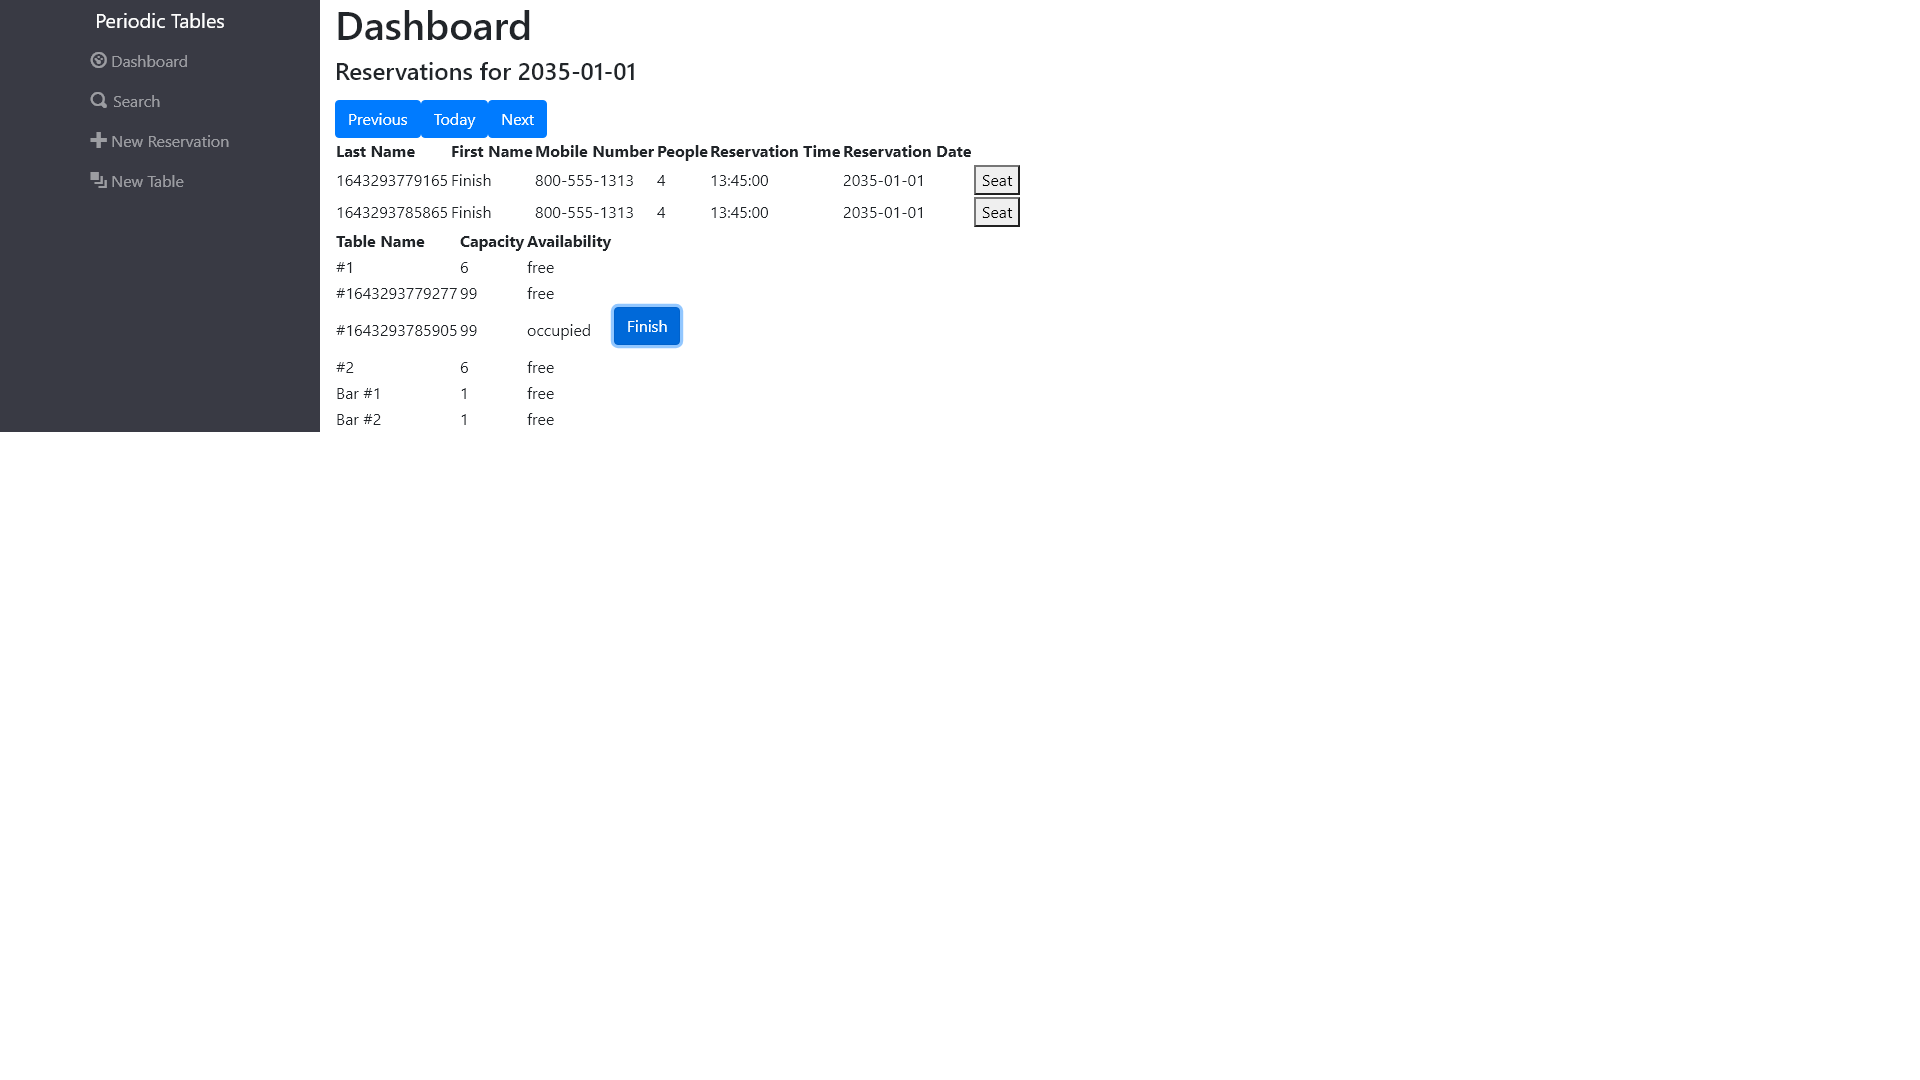 Periodic Tables
Dashboard
Search
New Reservation
New Table
Dashboard
Reservations for 2035-01-01
Previous Today Next
Last Name First Name Mobile Number People Reservation Time Reservation Date
1643293779165 Finish 800-555-1313 4 13:45:00 2035-01-01 Seat
1643293785865 Finish 800-555-1313 4 13:45:00 2035-01-01 Seat
Table Name Capacity Availability
#1 6 free
#1643293779277 99 free
#1643293785905 99 occupied Finish
#2 6 free
Bar #1 1 free
Bar #2 1 free